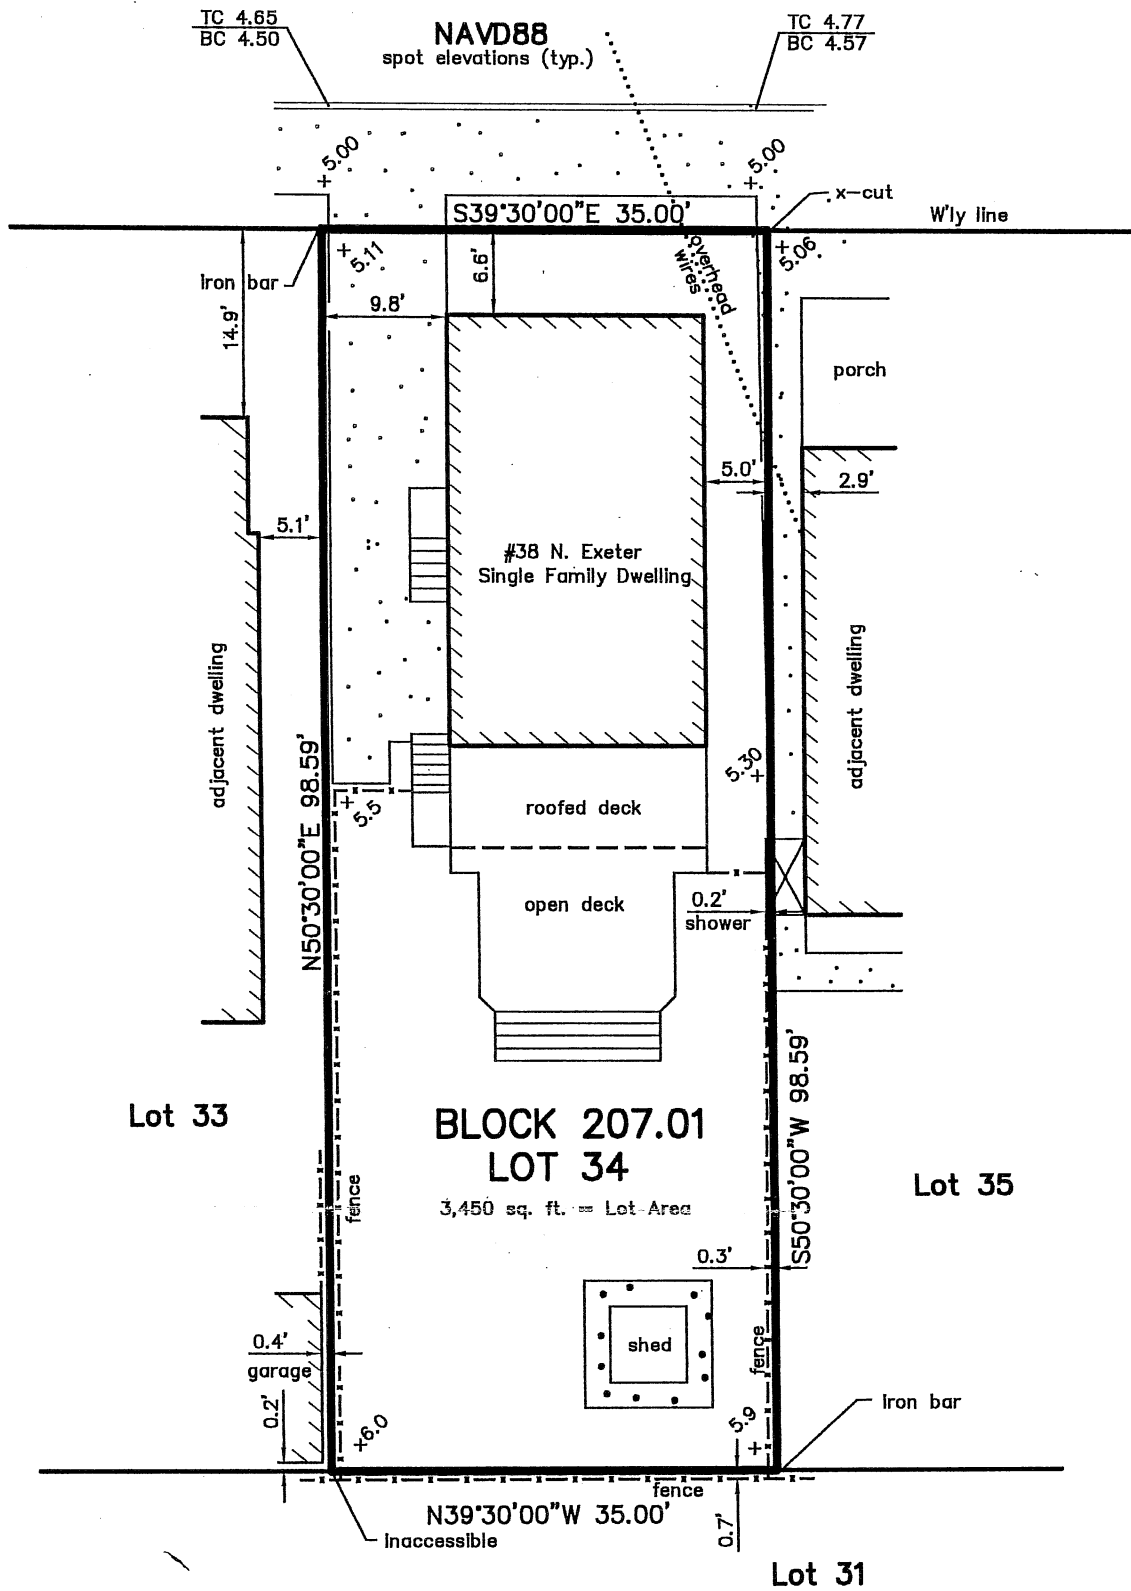 TC 4.65
BC 4.50
NAVD88
spot elevations (typ.)
TC 4.77
BC 4.57
5.00
5.00
x-cut
S39°30'00"E 35.00'
W'ly line
5.11
5.06
iron bar
6.6'
overhead
wires
9.8'
14.9'
porch
5.0'
2.9'
5.1'
#38 N. Exeter
Single Family Dwelling
adjacent dwelling
adjacent dwelling
5.30
5.5
roofed deck
N50°30'00"E 98.59'
open deck
0.2'
shower
S50°30'00"W 98.59'
Lot 33
BLOCK 207.01
LOT 34
3,450 sq. ft. = Lot Area
Lot 35
fence
0.3'
shed
fence
0.4'
garage
0.2'
6.0
5.9
iron bar
fence
N39°30'00"W 35.00'
0.7'
inaccessible
Lot 31